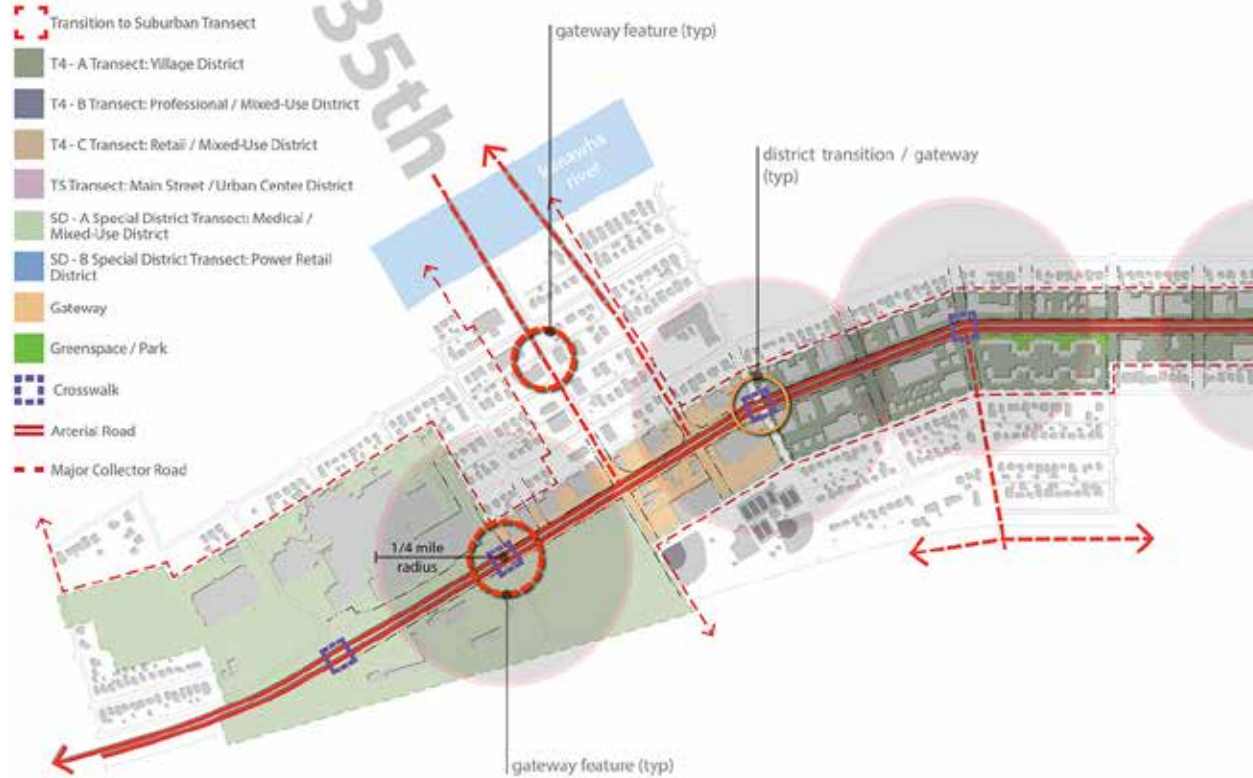 Transition to Suburban Transect
T4 - A Transect: Village District
T4 - B Transect: Professional / Mixed-Use District
T4 - C Transect: Retail / Mixed-Use District
T5 Transect: Main Street / Urban Center District
SD - A Special District Transect: Medical /
Mixed-Use District
SD - B Special District Transect: Power Retail
District
Gateway
Greenspace / Park
Crosswalk
Arterial Road
Major Collector Road
35th
gateway feature (typ)
kanawha
river
district transition / gateway
(typ)
1/4 mile
radius
gateway feature (typ)